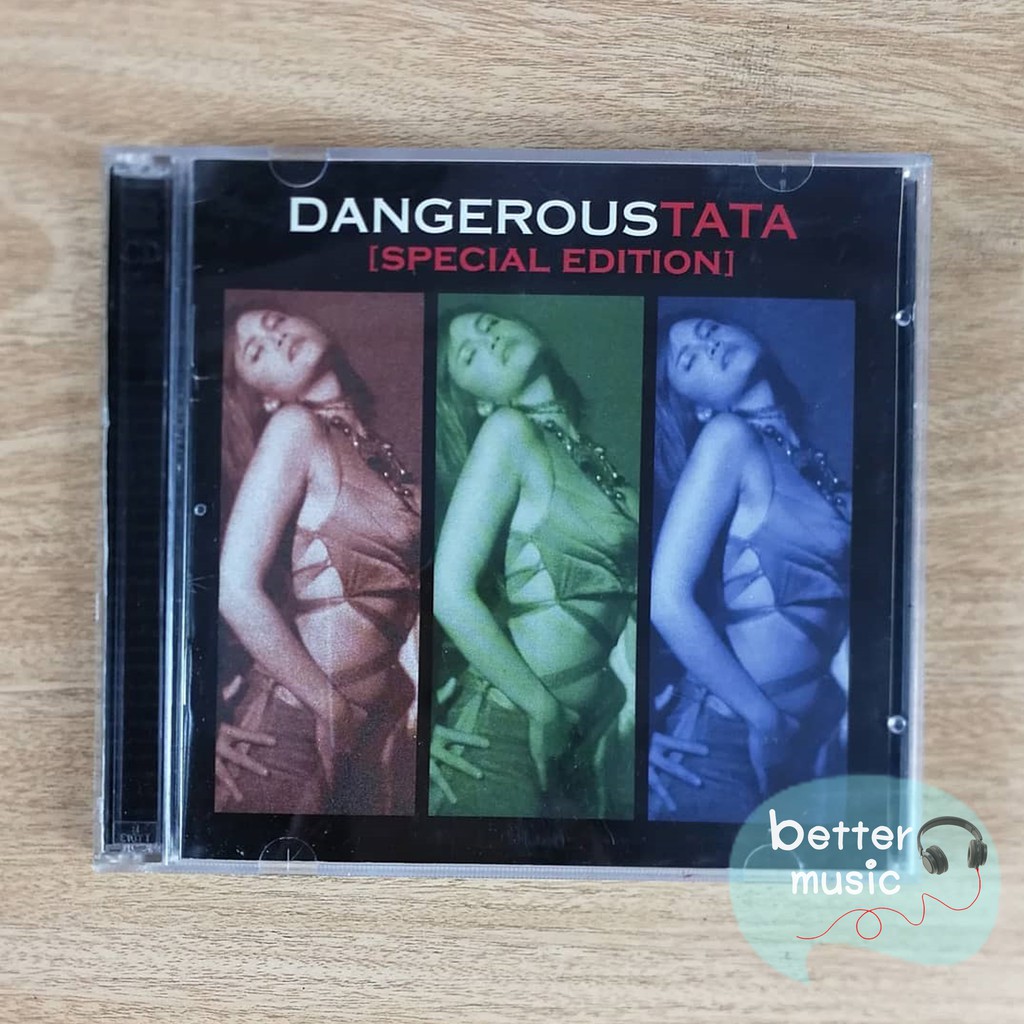 DANGEROUSTATA
[SPECIAL EDITION]
better
music